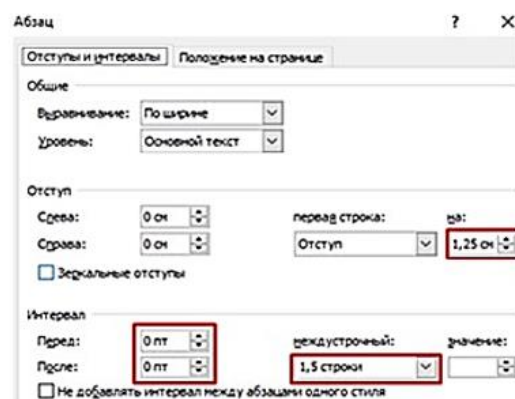 Абзац ? ×
Отступы и интервалы Положение на странице
Общие
Выравнивание: По ширине
Уровень: Основной текст
Отступ
Слева: 0 см первая строка: на:
Справа: 0 см Отступ 1,25 см
Зеркальные отступы
Интервал
Перед: 0 пт междустрочный: значение:
После: 0 пт 1,5 строки
Не добавлять интервал между абзацами одного стиля